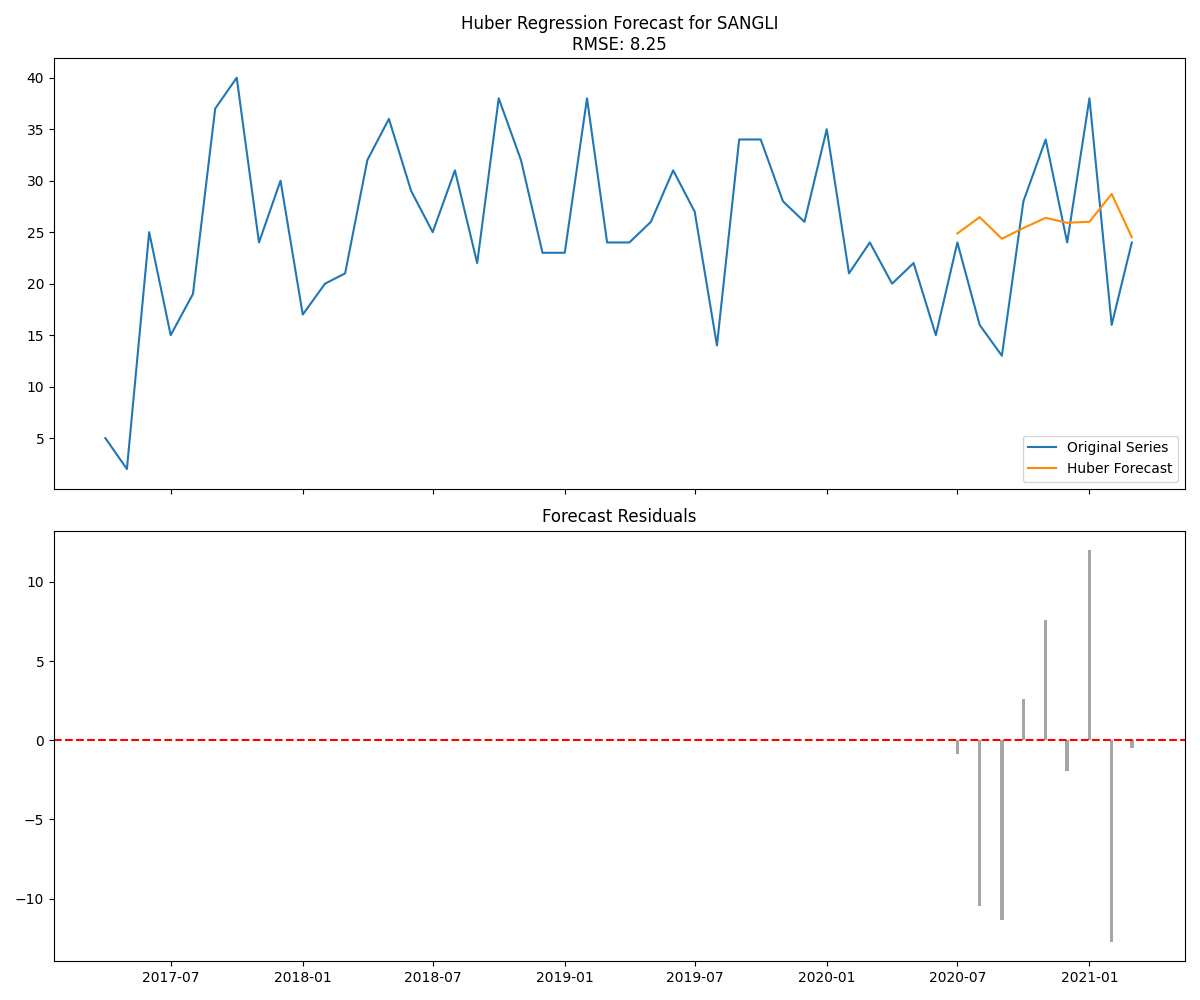 Huber Regression Forecast for SANGLI
RMSE: 8.25
40
35
30
25
20
15
10
5
Original Series
Huber Forecast
Forecast Residuals
10
5
0
−5
−10
2017-07 2018-01 2018-07 2019-01 2019-07 2020-01 2020-07 2021-01